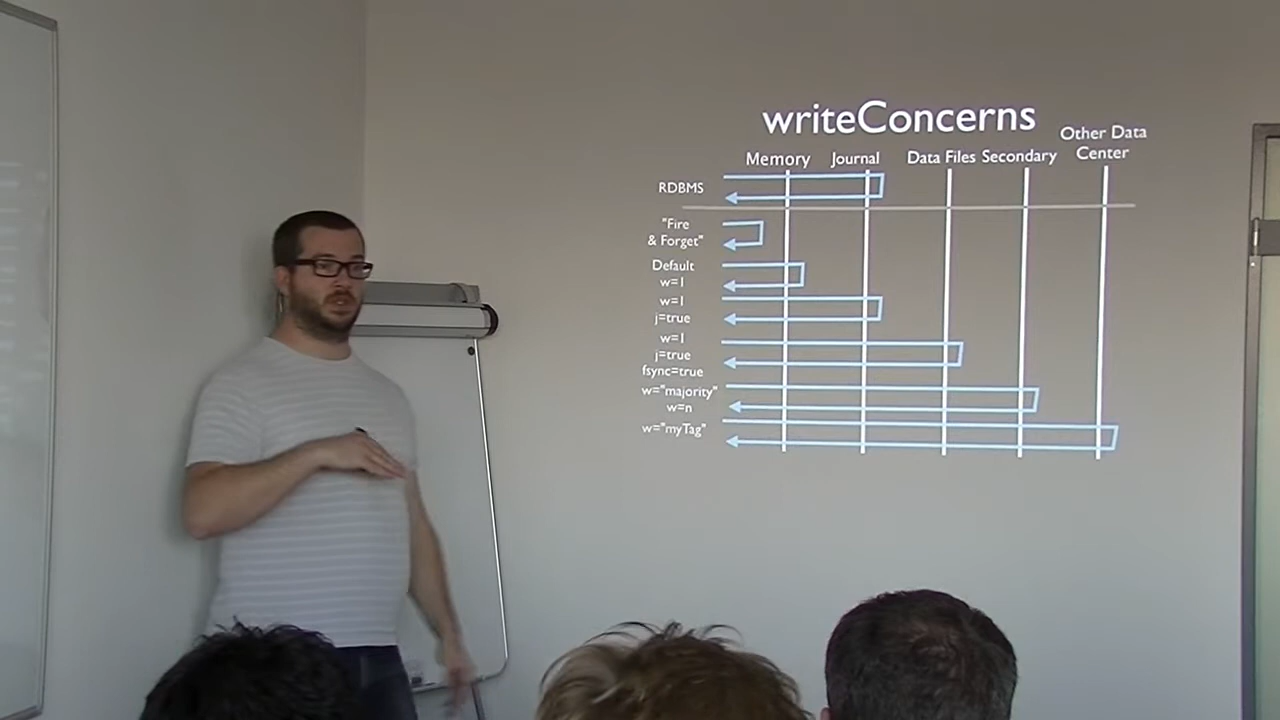 writeConcerns
Other Data
Center
Memory Journal Data Files Secondary
RDBMS
"Fire
& Forget"
Default
w=1
w=1
j=true
w=1
j=true
fsync=true
w="majority"
w=n
w="myTag"